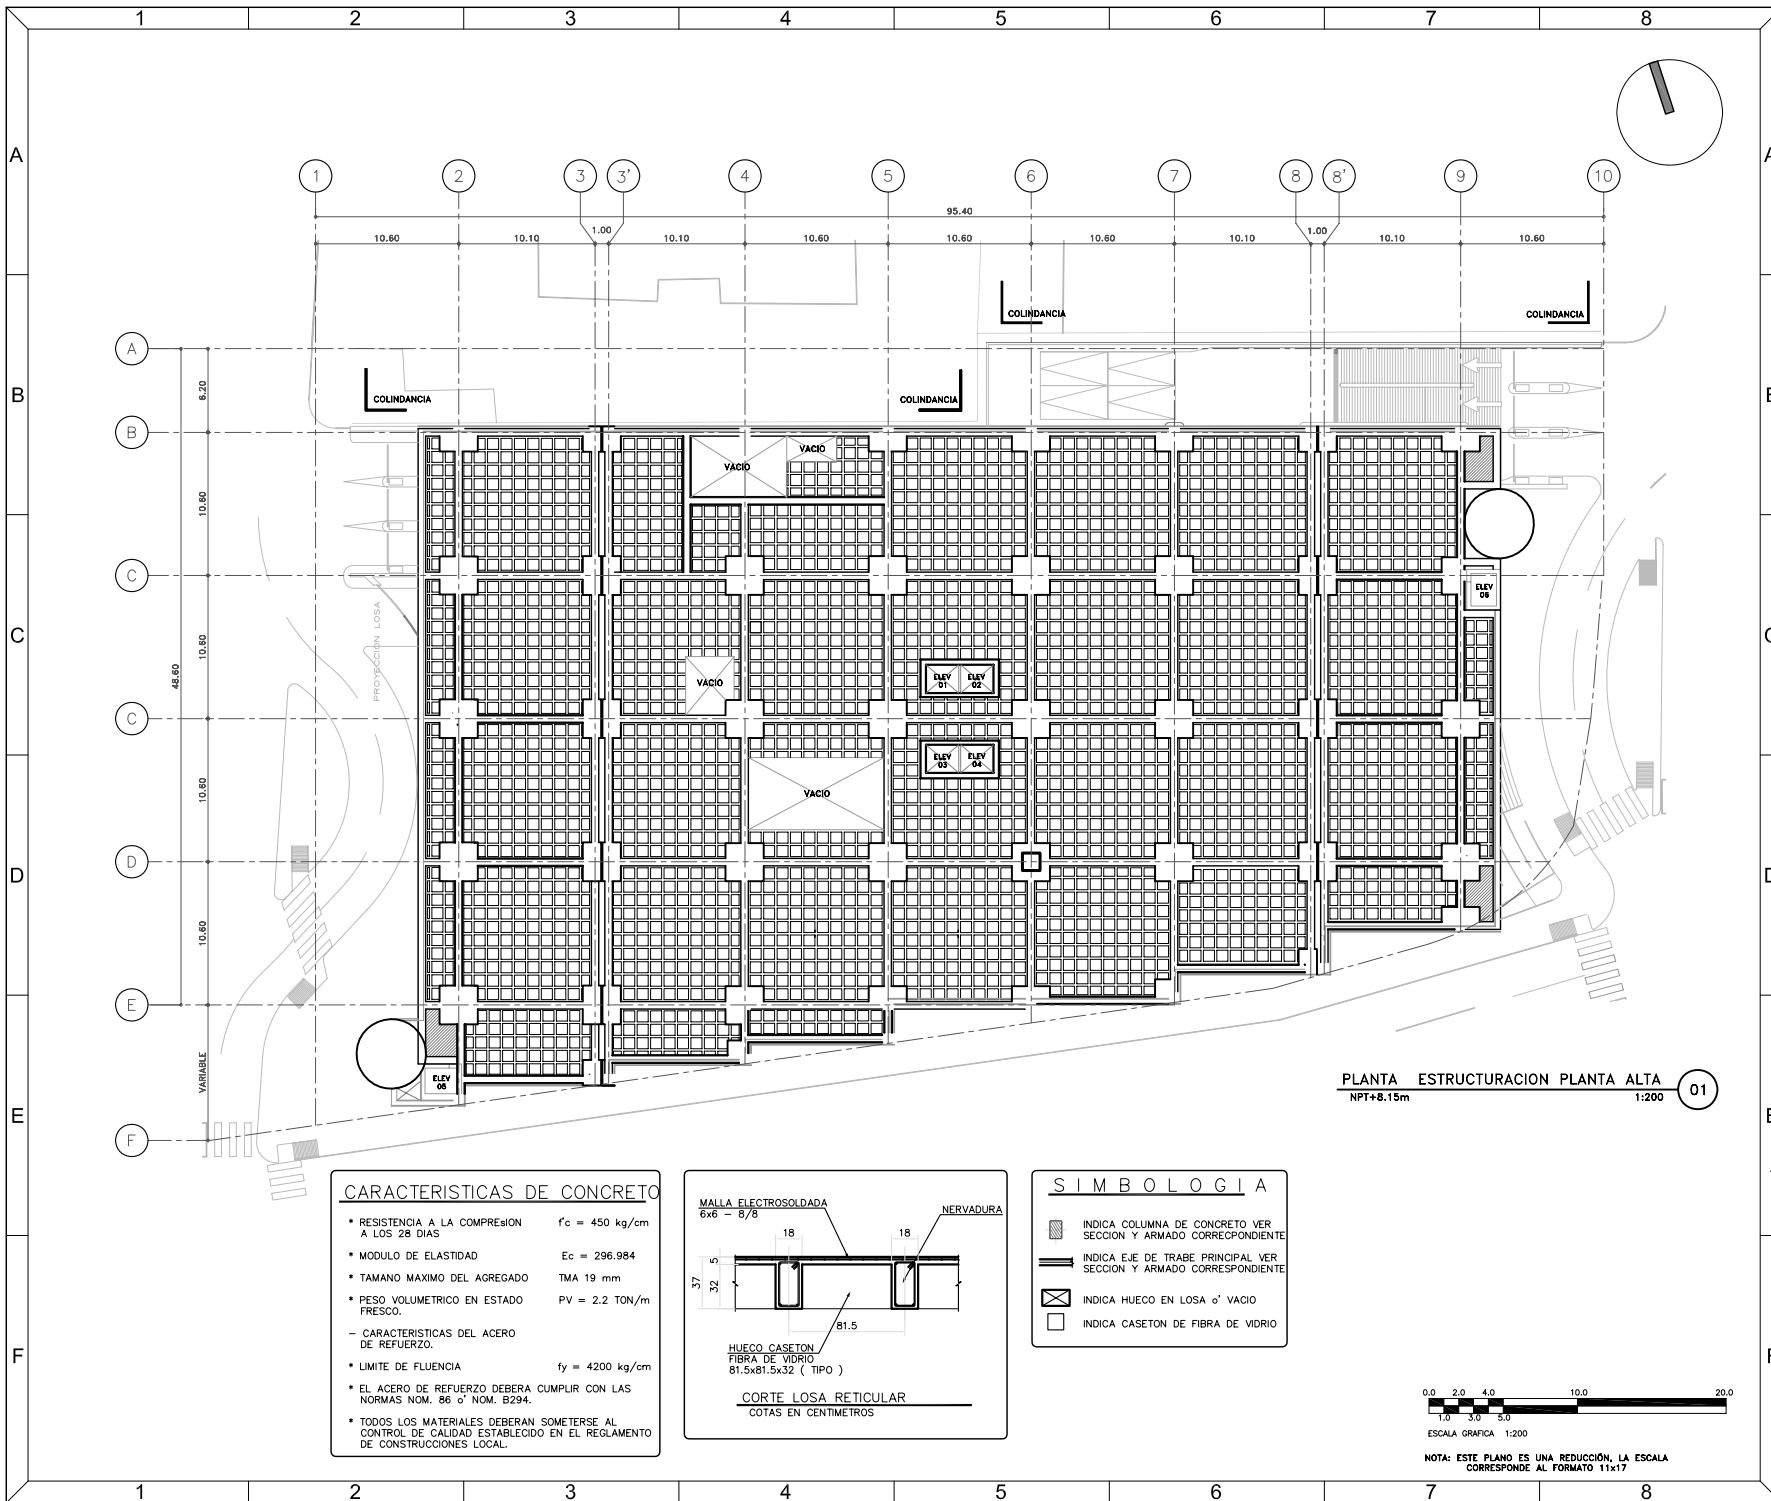 1 2 3 4 5 6 7 8
A A
B B
C C
D D
E E
F F
1 2 3 3' 4 5 6 7 8 8' 9 10
95.40
10.60 10.10 1.00 10.10 10.60 10.60 10.60 10.10 1.00 10.10 10.60
COLINDANCIA
COLINDANCIA
COLINDANCIA
COLINDANCIA
A
B
C
C
D
E
F
6.20
10.60
10.60
10.60
10.60
VARIABLE
48.60
PROYECCION LOSA
VACIO
VACIO
VACIO
VACIO
ELEV
01
ELEV
02
ELEV
03
ELEV
04
ELEV
06
ELEV
05
PLANTA ESTRUCTURACION PLANTA ALTA
NPT+8.15m 1:200
01
CARACTERISTICAS DE CONCRETO
* RESISTENCIA A LA COMPRESION f'c = 450 kg/cm
A LOS 28 DIAS
* MODULO DE ELASTIDAD Ec = 296.984
* TAMANO MAXIMO DEL AGREGADO TMA 19 mm
* PESO VOLUMETRICO EN ESTADO PV = 2.2 TON/m
FRESCO.
– CARACTERISTICAS DEL ACERO
DE REFUERZO.
* LIMITE DE FLUENCIA fy = 4200 kg/cm
* EL ACERO DE REFUERZO DEBERA CUMPLIR CON LAS
NORMAS NOM. 86 o' NOM. B294.
* TODOS LOS MATERIALES DEBERAN SOMETERSE AL
CONTROL DE CALIDAD ESTABLECIDO EN EL REGLAMENTO
DE CONSTRUCCIONES LOCAL.
MALLA ELECTROSOLDADA
6x6 – 8/8
NERVADURA
18 18
5
32
37
81.5
HUECO CASETON
FIBRA DE VIDRIO
81.5x81.5x32 ( TIPO )
CORTE LOSA RETICULAR
COTAS EN CENTIMETROS
SIMBOLOGIA
INDICA COLUMNA DE CONCRETO VER
SECCION Y ARMADO CORRECPONDIENTE
INDICA EJE DE TRABE PRINCIPAL VER
SECCION Y ARMADO CORRESPONDIENTE
INDICA HUECO EN LOSA o' VACIO
INDICA CASETON DE FIBRA DE VIDRIO
0.0 2.0 4.0 10.0 20.0
1.0 3.0 5.0
ESCALA GRAFICA 1:200
NOTA: ESTE PLANO ES UNA REDUCCIÓN, LA ESCALA
CORRESPONDE AL FORMATO 11x17
1 2 3 4 5 6 7 8